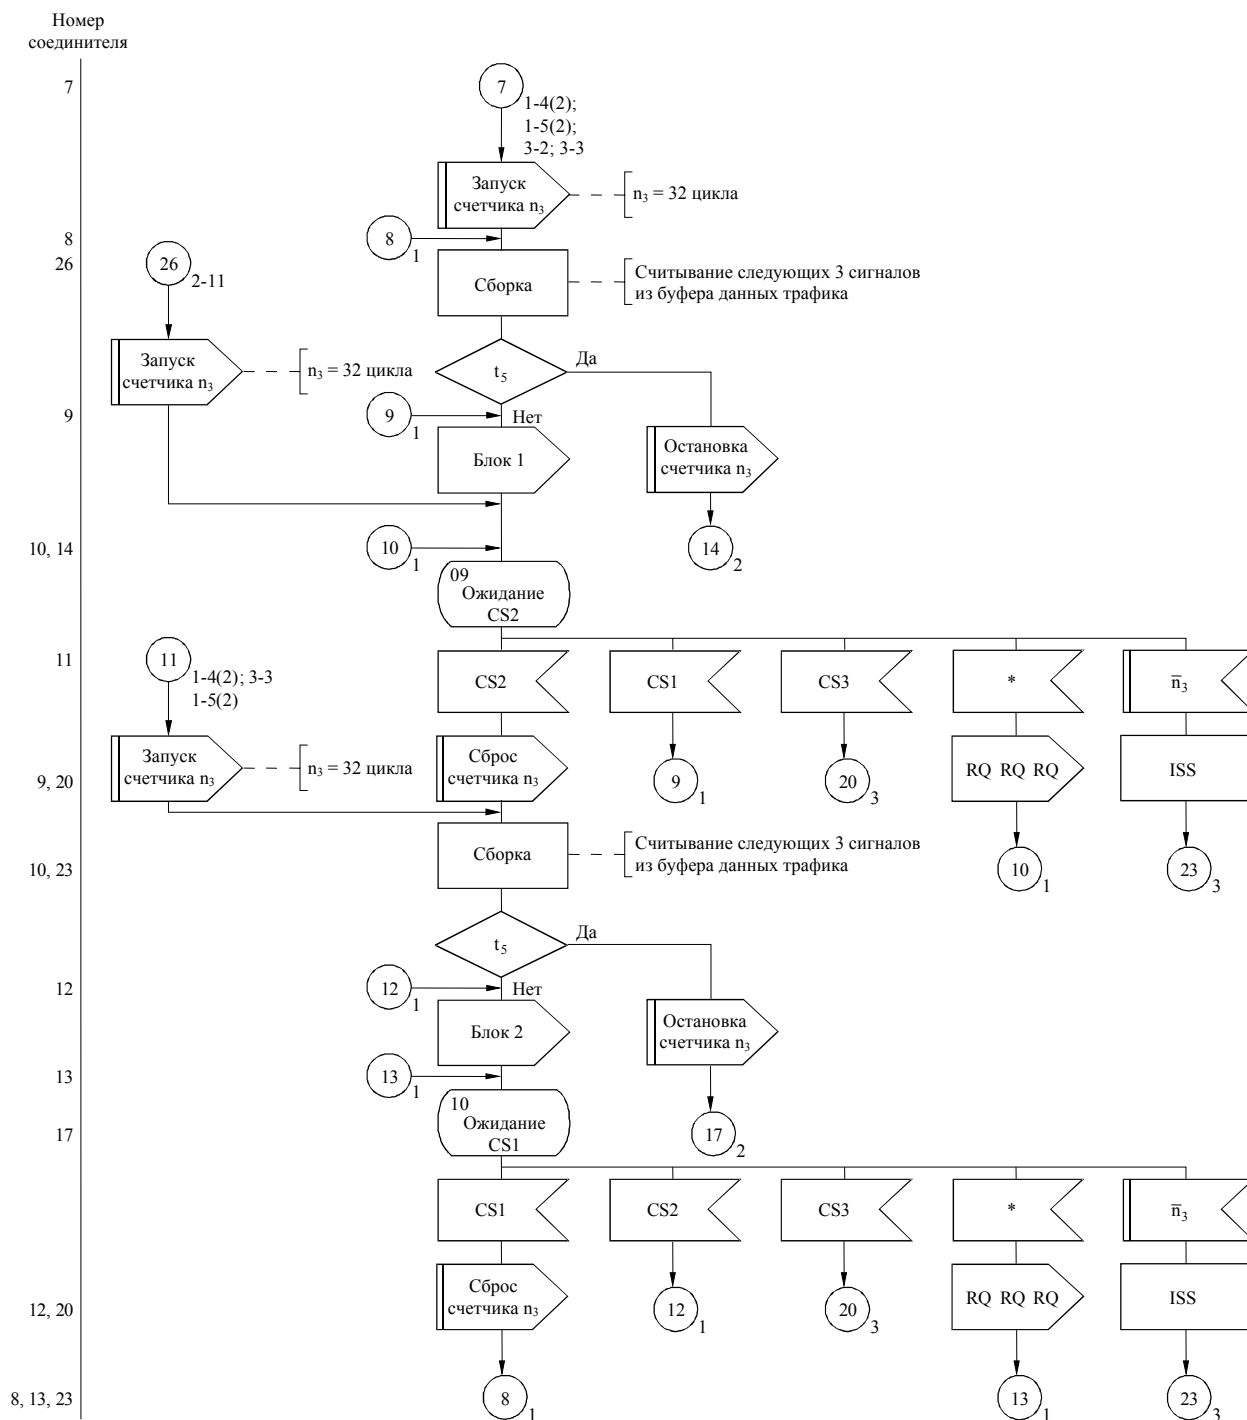 Номер
соединителя
7
7
1-4(2);
1-5(2);
3-2; 3-3
Запуск
счетчика n3
n3 = 32 цикла
8
8
1
26
26
2-11
Сборка
Считывание следующих 3 сигналов
из буфера данных трафика
Запуск
счетчика n3
n3 = 32 цикла
t5
Да
9
9
1
Нет
Блок 1
Остановка
счетчика n3
10, 14
10
1
14
2
09
Ожидание
CS2
11
11
1-4(2); 3-3
1-5(2)
CS2
CS1
CS3
*
n̅3
Запуск
счетчика n3
n3 = 32 цикла
Сброс
счетчика n3
9, 20
9
1
20
3
RQ RQ RQ
ISS
Сборка
Считывание следующих 3 сигналов
из буфера данных трафика
10, 23
10
1
23
3
t5
Да
12
12
1
Нет
Блок 2
Остановка
счетчика n3
13
13
1
10
Ожидание
CS1
17
17
2
CS1
CS2
CS3
*
n̅3
Сброс
счетчика n3
12, 20
12
1
20
3
RQ RQ RQ
ISS
8, 13, 23
8
1
13
1
23
3